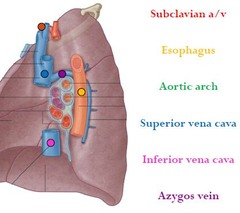 Subclavian a/v
Esophagus
Aortic arch
Superior vena cava
Inferior vena cava
Azygos vein